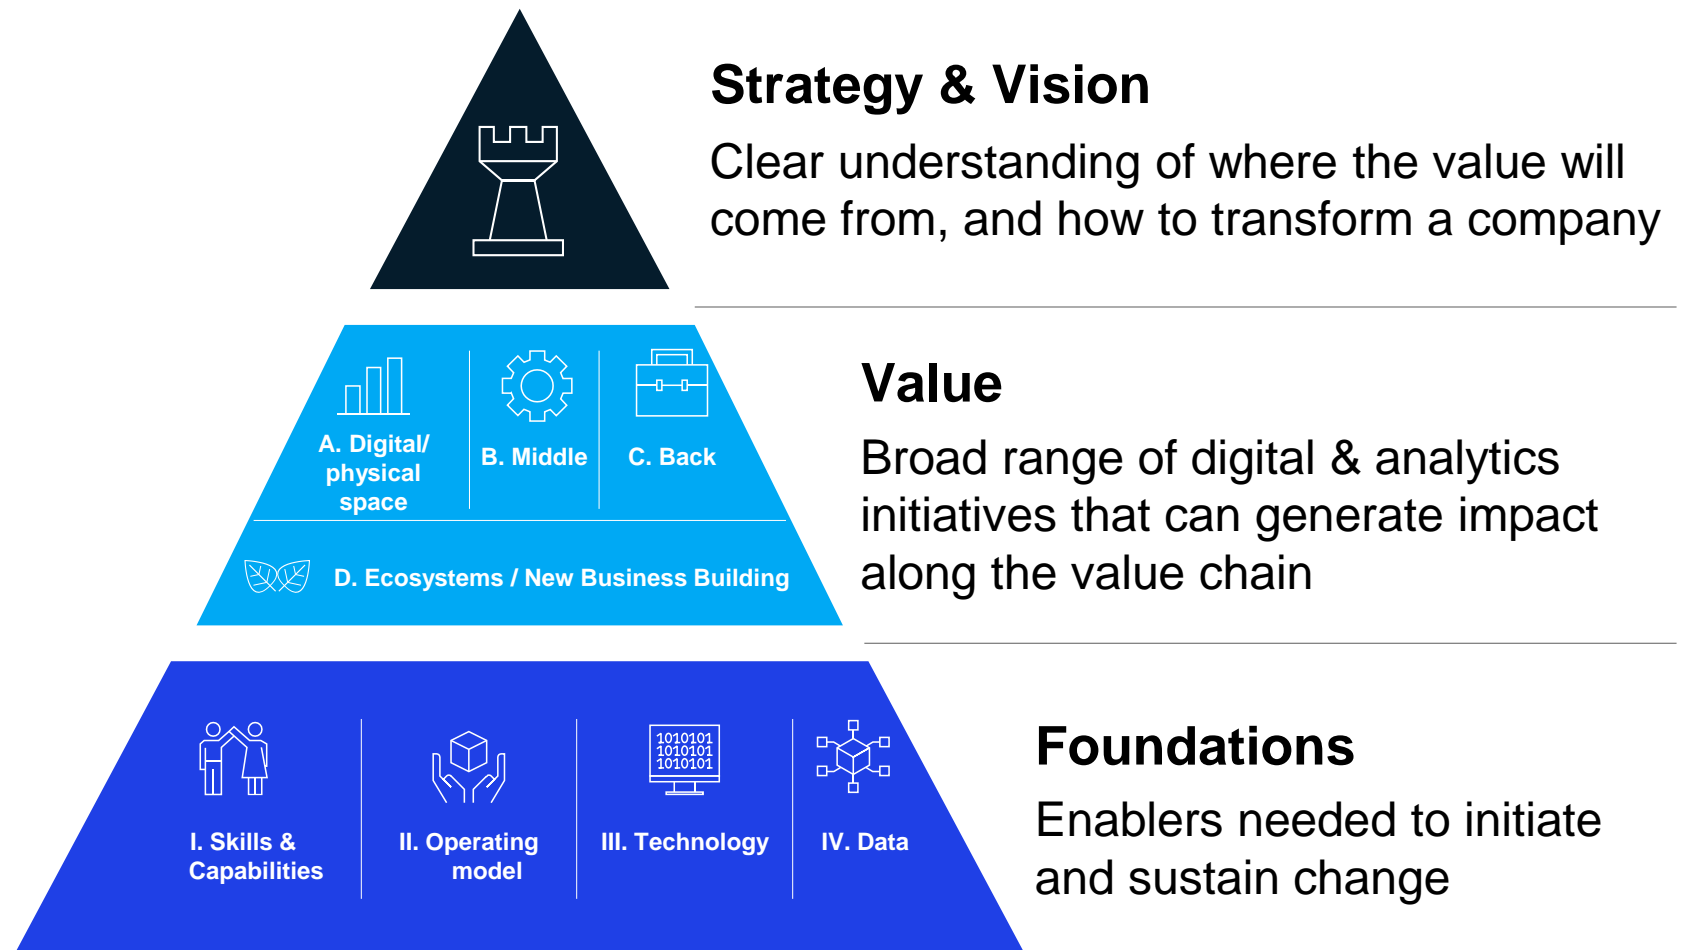 Strategy & Vision
Clear understanding of where the value will
come from, and how to transform a company
A. Digital/
physical
space
B. Middle
C. Back
D. Ecosystems / New Business Building
Value
Broad range of digital & analytics
initiatives that can generate impact
along the value chain
1010101
1010101
1010101
I. Skills &
Capabilities
II. Operating
model
III. Technology
IV. Data
Foundations
Enablers needed to initiate
and sustain change